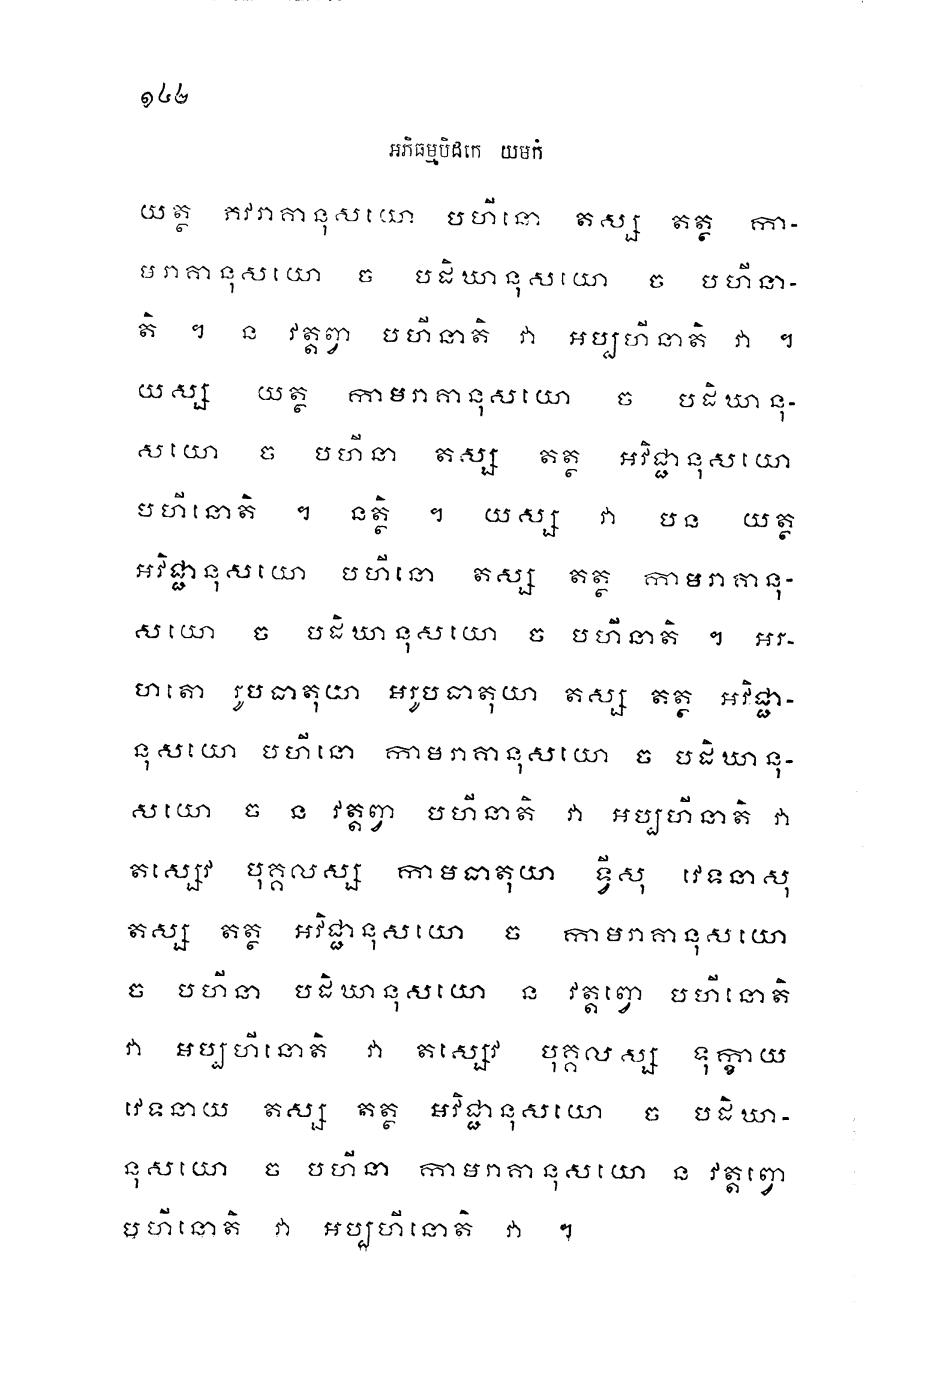 ១៤២
អភិធម្មបិដកេ យមកំ
យត្ថ ភវរាគានុសយោ បហីនោ តស្ស តត្ថ កា-
មរាគានុសយោ ច បដិឃានុសយោ ច បហីនា-
តិ ។ ន វត្តព្វា បហីនាតិ វា អប្បហីនាតិ វា ។
យស្ស យត្ថ កាមរាគានុសយោ ច បដិឃានុ-
សយោ ច បហីនា តស្ស តត្ថ អវិជ្ជានុសយោ
បហីនោតិ ។ នត្ថិ ។ យស្ស វា បន យត្ថ
អវិជ្ជានុសយោ បហីនោ តស្ស តត្ថ កាមរាគានុ-
សយោ ច បដិឃានុសយោ ច បហីនាតិ ។ អរ-
ហតោ រូបធាតុយា អរូបធាតុយា តស្ស តត្ថ អវិជ្ជា-
នុសយោ បហីនោ កាមរាគានុសយោ ច បដិឃានុ-
សយោ ច ន វត្តព្វា បហីនាតិ វា អប្បហីនាតិ វា
តស្សេវ បុគ្គលស្ស កាមធាតុយា ទ្វីសុ វេទនាសុ
តស្ស តត្ថ អវិជ្ជានុសយោ ច កាមរាគានុសយោ
ច បហីនា បដិឃានុសយោ ន វត្តព្វោ បហីនោតិ
វា អប្បហីនោតិ វា តស្សេវ បុគ្គលស្ស ទុក្ខាយ
វេទនាយ តស្ស តត្ថ អវិជ្ជានុសយោ ច បដិឃា-
នុសយោ ច បហីនា កាមរាគានុសយោ ន វត្តព្វោ
បហីនោតិ វា អប្បហីនោតិ វា ។